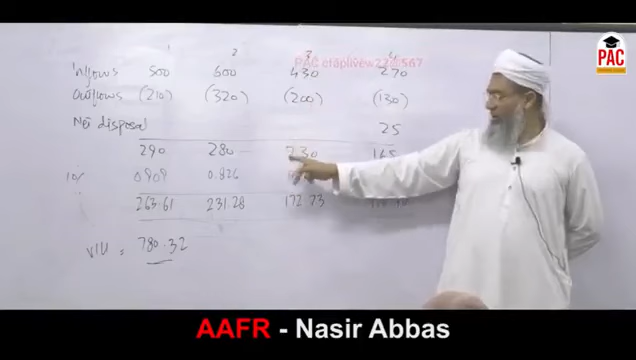 1 2 3 4
Inflows 500 600 430 270
Outflows (210) (320) (200) (130)
Net disposal 25
290 280 230 165
10% 0.909 0.826
263.61 231.28 172.73
VIU = 780.32
PAC
AAFR - Nasir Abbas